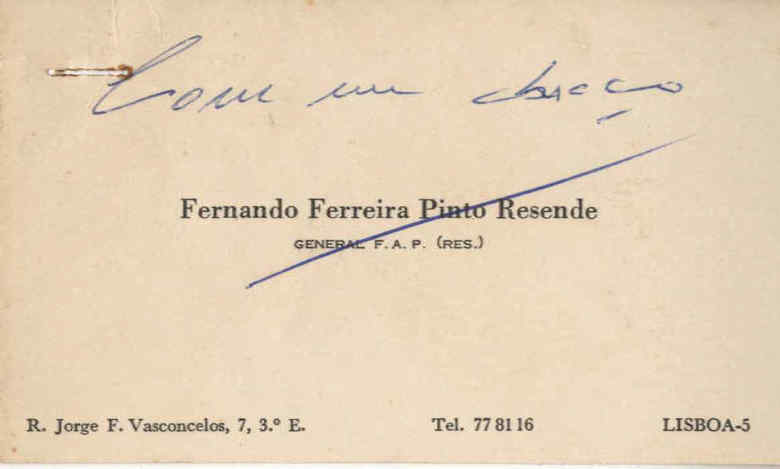 Com um abraço
Fernando Ferreira Pinto Resende
GENERAL F. A. P. (RES.)
R. Jorge F. Vasconcelos, 7, 3.º E. Tel. 77 81 16 LISBOA-5